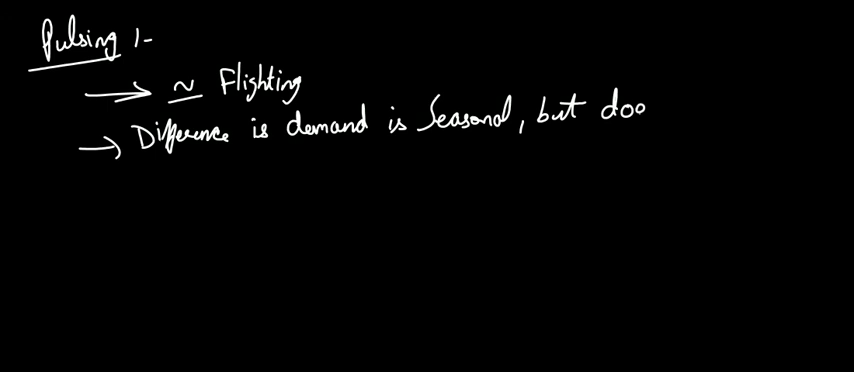 Pulsing :-
→ ~ Flighting
→ Difference is demand is seasonal, but doo